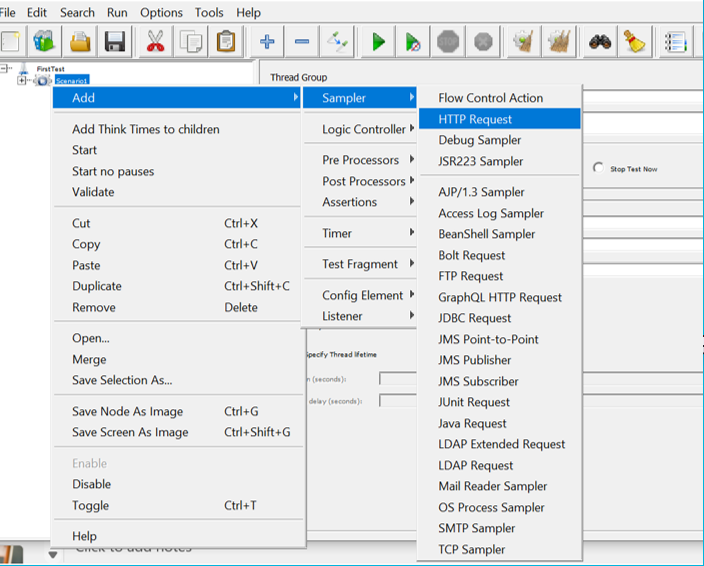 File Edit Search Run Options Tools Help
FirstTest
Scenario1
Thread Group
Add
Add Think Times to children
Start
Start no pauses
Validate
Cut Ctrl+X
Copy Ctrl+C
Paste Ctrl+V
Duplicate Ctrl+Shift+C
Remove Delete
Open...
Merge
Save Selection As...
Save Node As Image Ctrl+G
Save Screen As Image Ctrl+Shift+G
Enable
Disable
Toggle Ctrl+T
Help
Sampler
Logic Controller
Pre Processors
Post Processors
Assertions
Timer
Test Fragment
Config Element
Listener
Flow Control Action
HTTP Request
Debug Sampler
JSR223 Sampler
AJP/1.3 Sampler
Access Log Sampler
BeanShell Sampler
Bolt Request
FTP Request
GraphQL HTTP Request
JDBC Request
JMS Point-to-Point
JMS Publisher
JMS Subscriber
JUnit Request
Java Request
LDAP Extended Request
LDAP Request
Mail Reader Sampler
OS Process Sampler
SMTP Sampler
TCP Sampler
Stop Test Now
pecify Thread lifetime
n (seconds):
delay (seconds):
Click to add notes